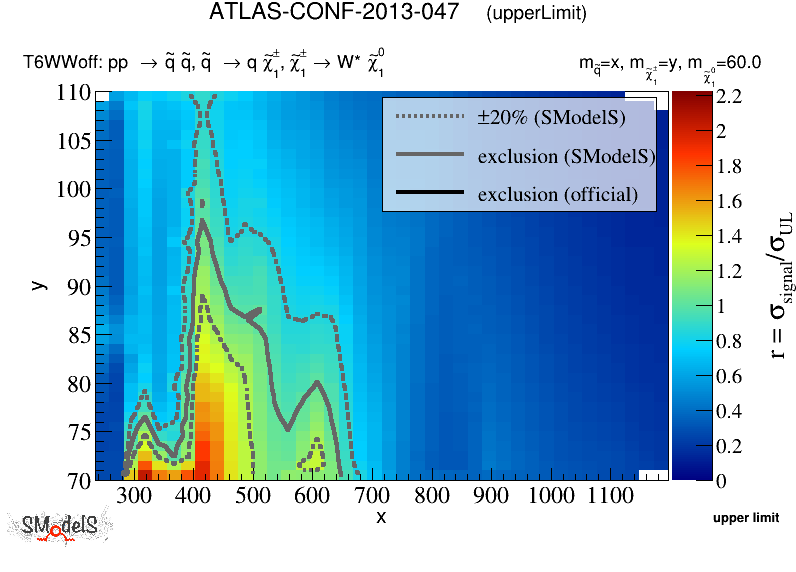 ATLAS-CONF-2013-047 (upperLimit)
T6WWoff: pp → q̃ q̃, q̃ → q χ̃₁±, χ̃₁± → W* χ̃₁⁰
m_q̃=x, m_χ̃₁±=y, m_χ̃₁⁰=60.0
±20% (SModelS)
exclusion (SModelS)
exclusion (official)
110
105
100
95
90
85
80
75
70
y
300 400 500 600 700 800 900 1000 1100
x
2.2
2
1.8
1.6
1.4
1.2
1
0.8
0.6
0.4
0.2
0
r = σsignal/σUL
SModelS
upper limit